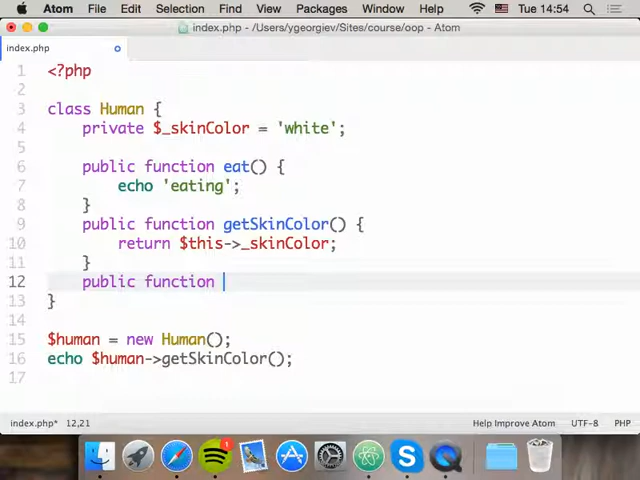 Atom File Edit Selection Find View Packages Window Help Tue 14:54
index.php - /Users/ygeorgiev/Sites/course/oop - Atom
index.php
1 <?php
2
3 class Human {
4 private $_skinColor = 'white';
5
6 public function eat() {
7 echo 'eating';
8 }
9 public function getSkinColor() {
10 return $this->_skinColor;
11 }
12 public function
13 }
14
15 $human = new Human();
16 echo $human->getSkinColor();
17
index.php* 12,21 Help Improve Atom UTF-8 PHP
1